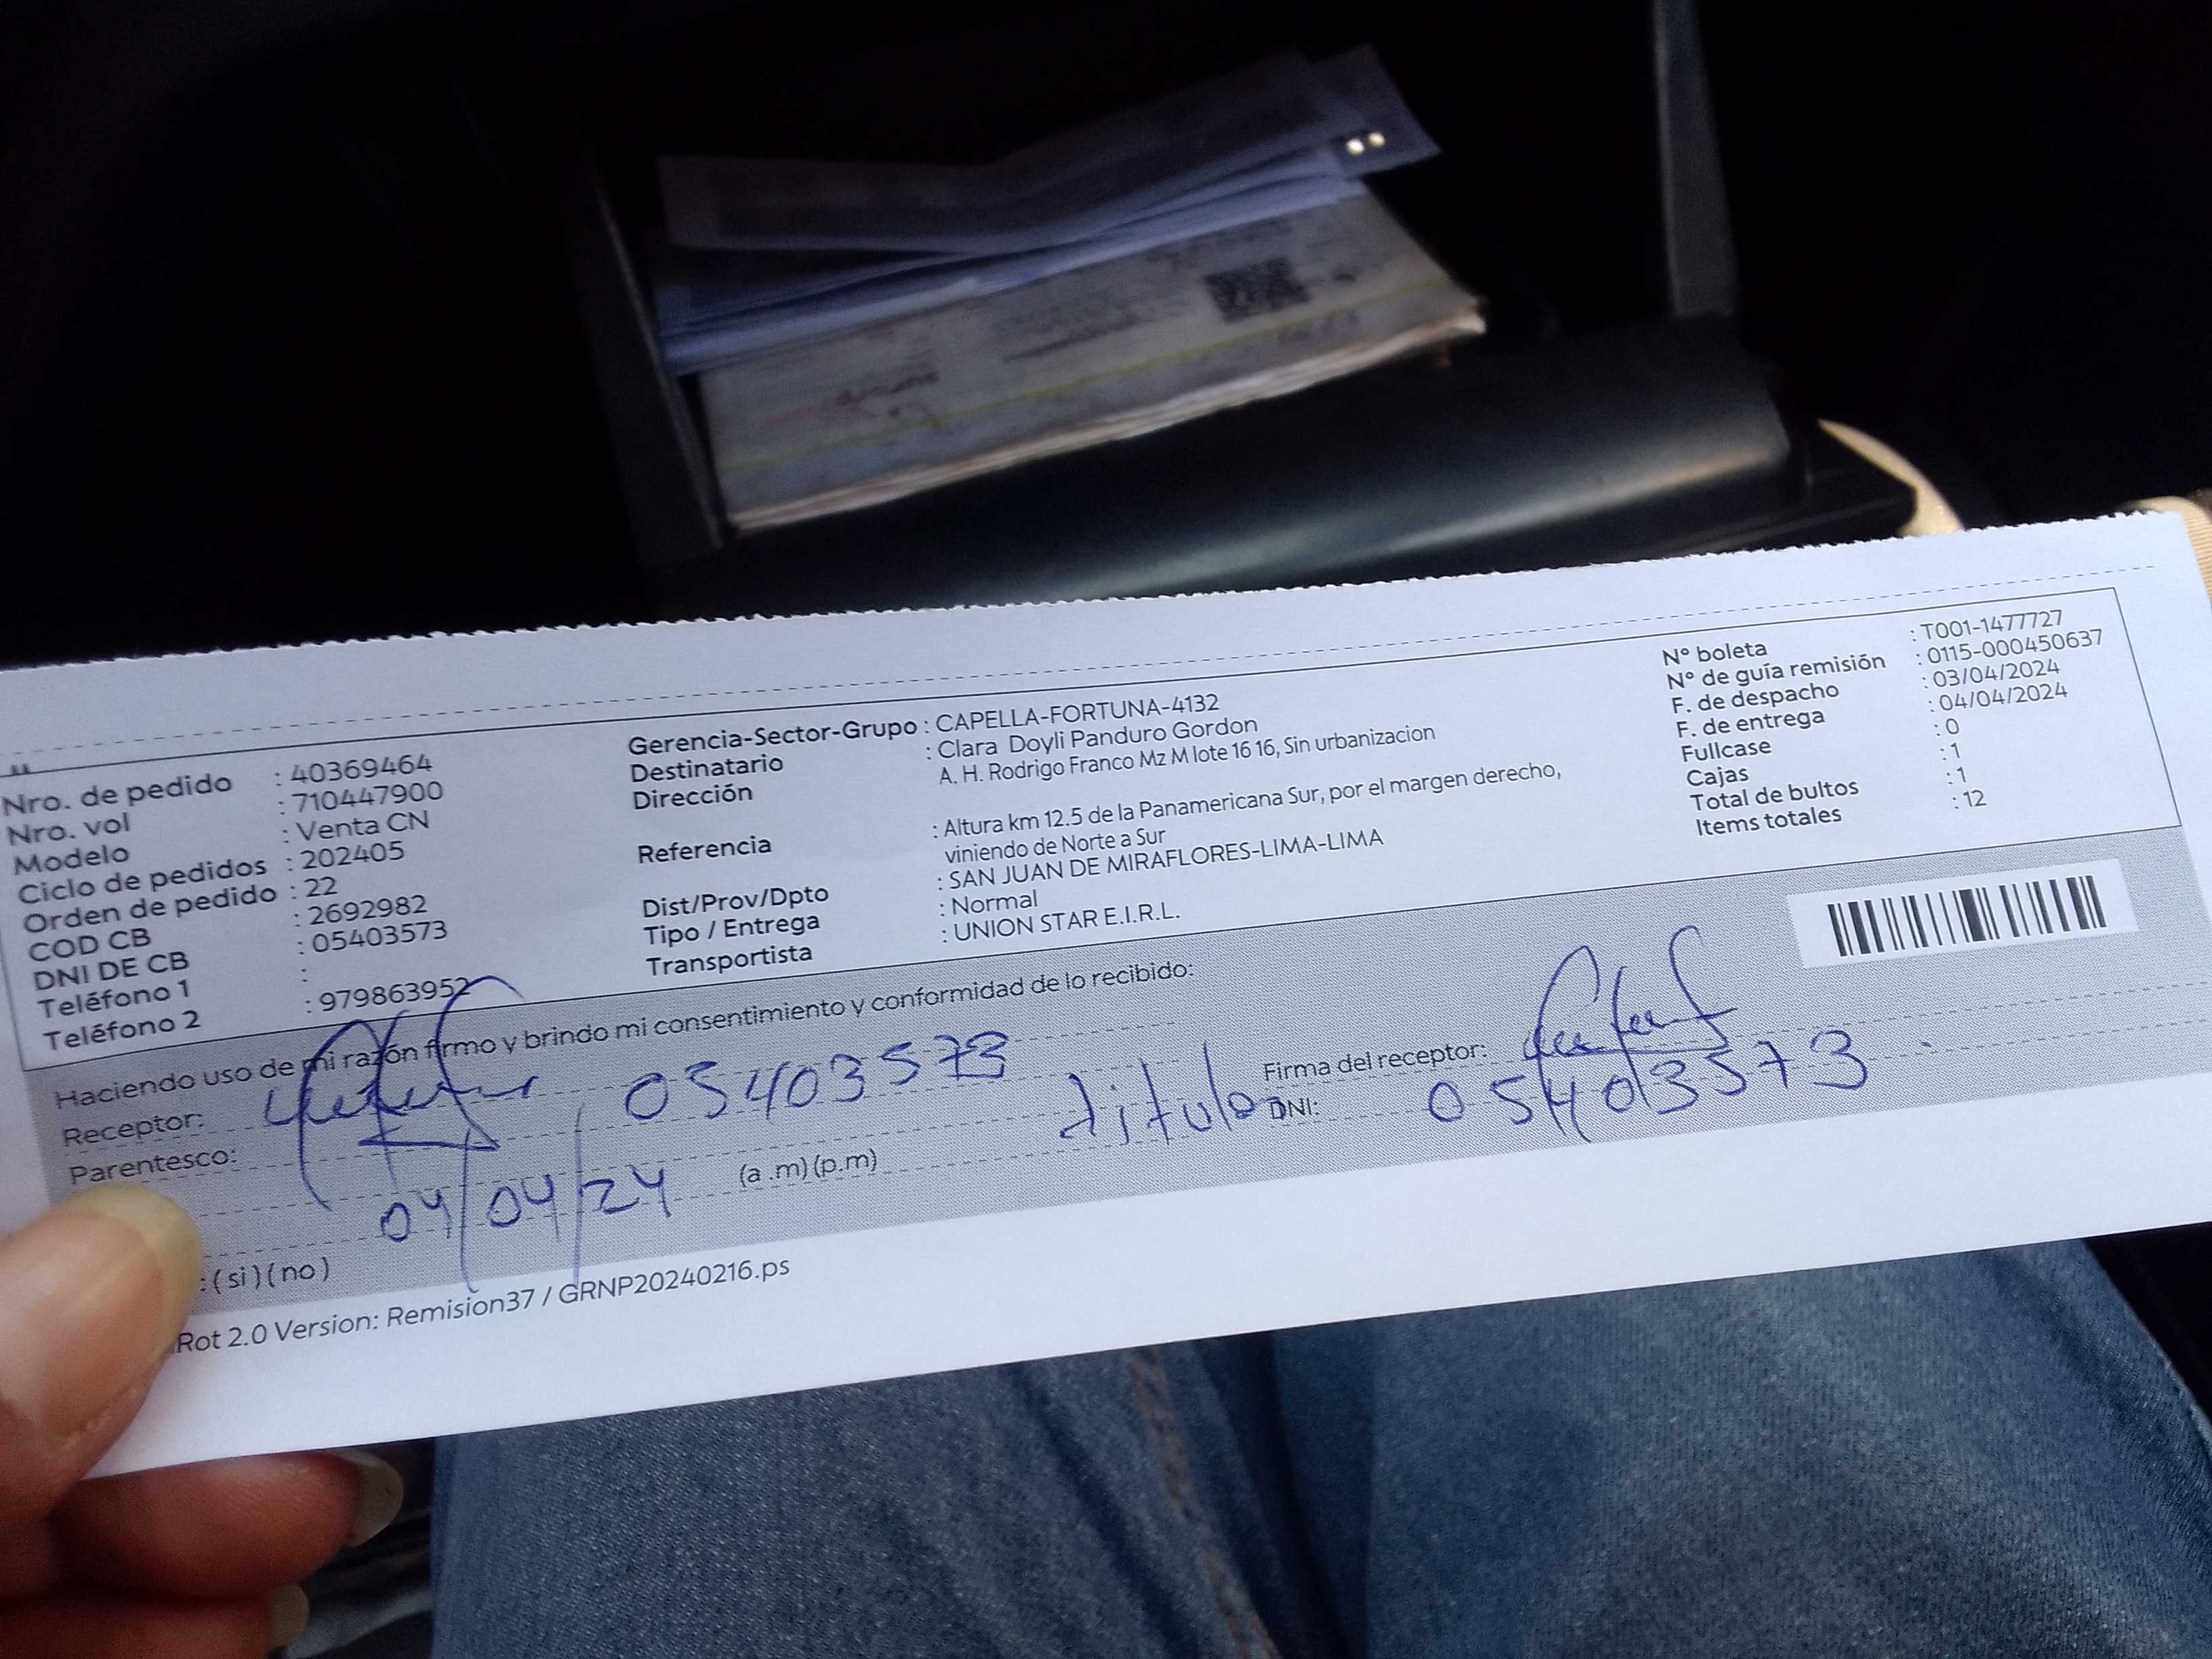 Nro. de pedido : 40369464
Nro. vol : 710447900
Modelo : Venta CN
Ciclo de pedidos : 202405
Orden de pedido : 22
COD CB : 2692982
DNI DE CB : 05403573
Teléfono 1 :
Teléfono 2 : 979863952
Gerencia-Sector-Grupo : CAPELLA-FORTUNA-4132
Destinatario : Clara Doyli Panduro Gordon
Dirección A. H. Rodrigo Franco Mz M lote 16 16, Sin urbanizacion
Referencia : Altura km 12.5 de la Panamericana Sur, por el margen derecho,
viniendo de Norte a Sur
Dist/Prov/Dpto : SAN JUAN DE MIRAFLORES-LIMA-LIMA
Tipo / Entrega : Normal
Transportista : UNION STAR E.I.R.L.
N° boleta : T001-1477727
N° de guía remisión : 0115-000450637
F. de despacho : 03/04/2024
F. de entrega : 04/04/2024
Fullcase : 0
Cajas : 1
Total de bultos : 1
Items totales : 12
Haciendo uso de mi razón firmo y brindo mi consentimiento y conformidad de lo recibido:
Receptor: 05403573
Parentesco: titular
04/04/24 (a .m) (p.m)
Firma del receptor:
DNI: 05403573
: ( si ) ( no )
Rot 2.0 Version: Remision37 / GRNP20240216.ps